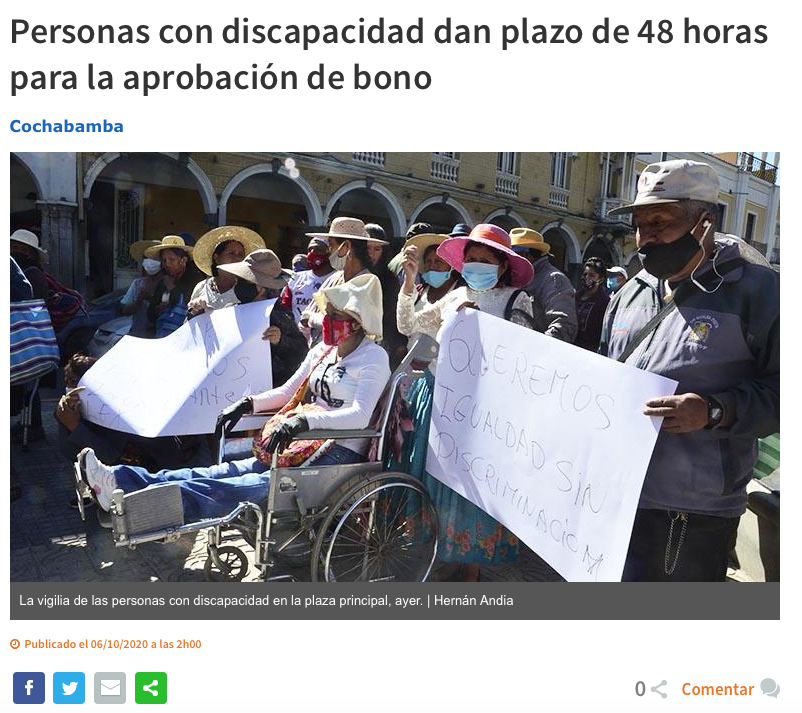 Personas con discapacidad dan plazo de 48 horas
para la aprobación de bono
Cochabamba
QUEREMOS
IGUALDAD SIN
DISCRIMINACION
La vigilia de las personas con discapacidad en la plaza principal, ayer. | Hernán Andia
Publicado el 06/10/2020 a las 2h00
0
Comentar